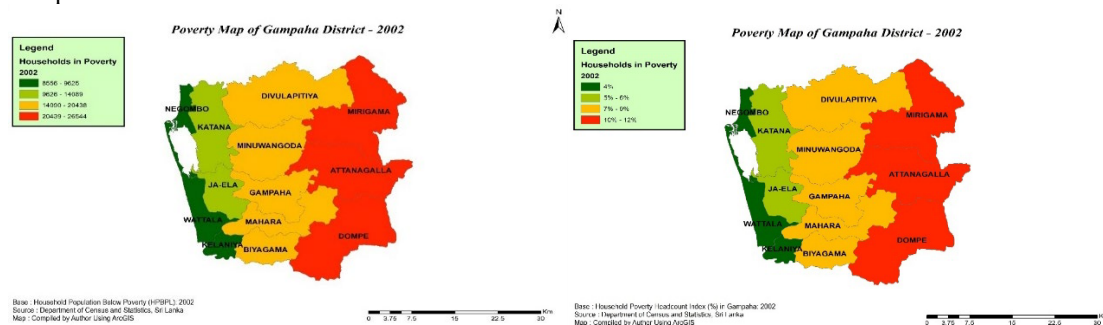 Poverty Map of Gampaha District - 2002
Legend
Households in Poverty
2002
8656 - 9625
9626 - 14089
14090 - 20438
20439 - 26544
DIVULAPITIYA
MIRIGAMA
NEGOMBO
KATANA
MINUWANGODA
ATTANAGALLA
JA-ELA
GAMPAHA
WATTALA
MAHARA
DOMPE
KELANIYA
BIYAGAMA
Base : Household Population Below Poverty (HPBPL): 2002
Source : Department of Census and Statistics, Sri Lanka
Map : Compiled by Author Using ArcGIS
Km
0 3.75 7.5 15 22.5 30
N
Poverty Map of Gampaha District - 2002
Legend
Households in Poverty
2002
4%
5% - 6%
7% - 9%
10% - 12%
DIVULAPITIYA
MIRIGAMA
NEGOMBO
KATANA
MINUWANGODA
ATTANAGALLA
JA-ELA
GAMPAHA
WATTALA
MAHARA
DOMPE
KELANIYA
BIYAGAMA
Base : Household Poverty Headcount Index (%) in Gampaha: 2002
Source : Department of Census and Statistics, Sri Lanka
Map : Compiled by Author Using ArcGIS
0 3.75 7.5 15 22.5 30